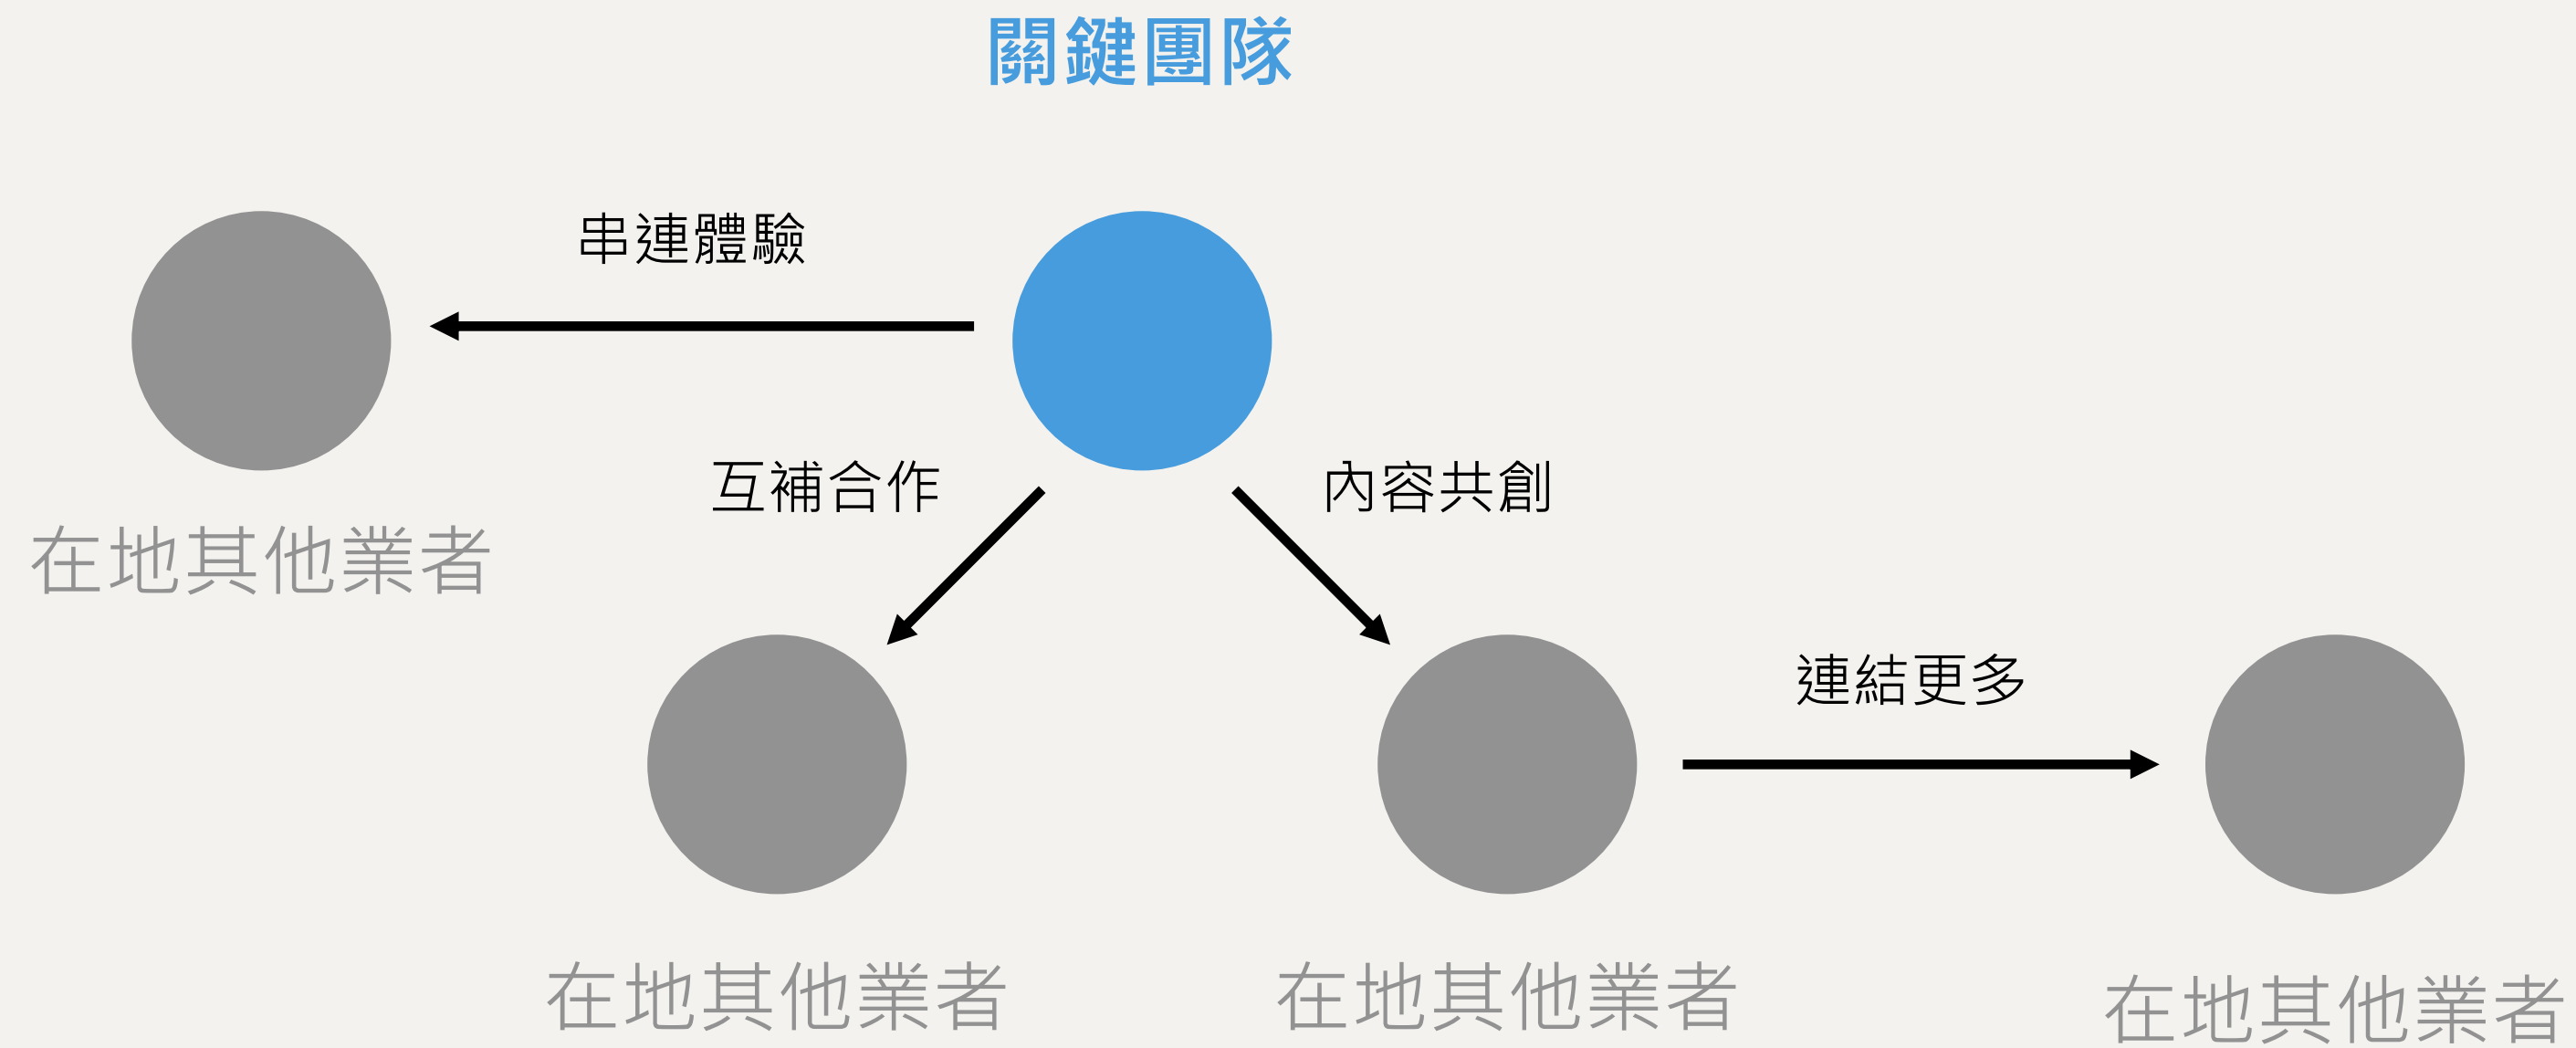 關鍵團隊
串連體驗
互補合作
內容共創
在地其他業者
連結更多
在地其他業者
在地其他業者
在地其他業者